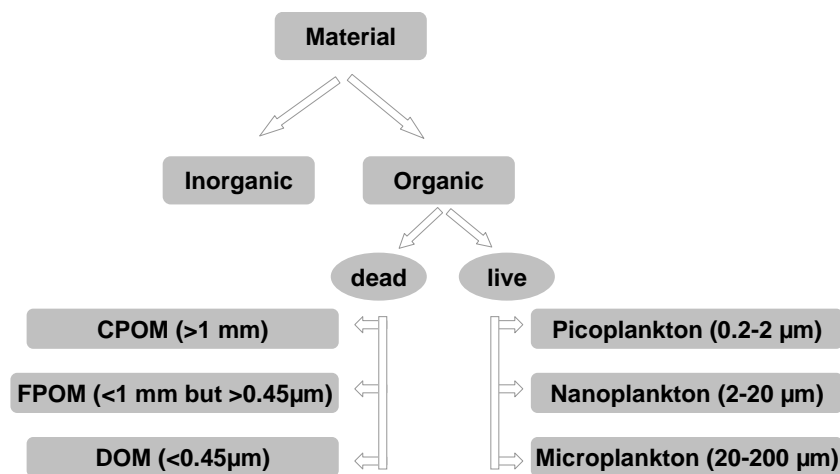 Material
Inorganic
Organic
dead
live
CPOM (>1 mm)
Picoplankton (0.2-2 µm)
FPOM (<1 mm but >0.45µm)
Nanoplankton (2-20 µm)
DOM (<0.45µm)
Microplankton (20-200 µm)